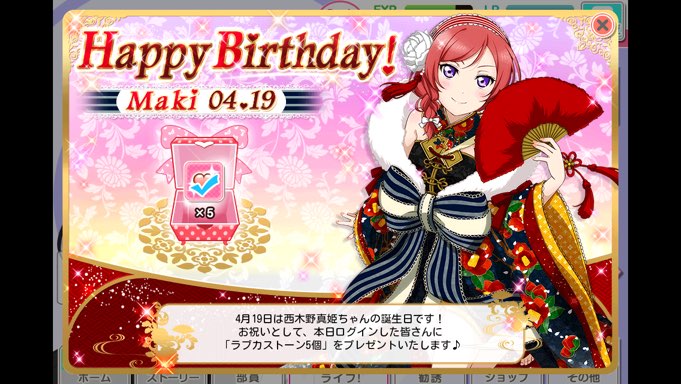 EXP
LP
Happy Birthday!
Maki 04.19
×5
4月19日は西木野真姫ちゃんの誕生日です！
お祝いとして、本日ログインした皆さんに
「ラブカストーン5個」をプレゼントいたします♪
ホーム ストーリー 部員 ライブ! 勧誘 ショップ その他